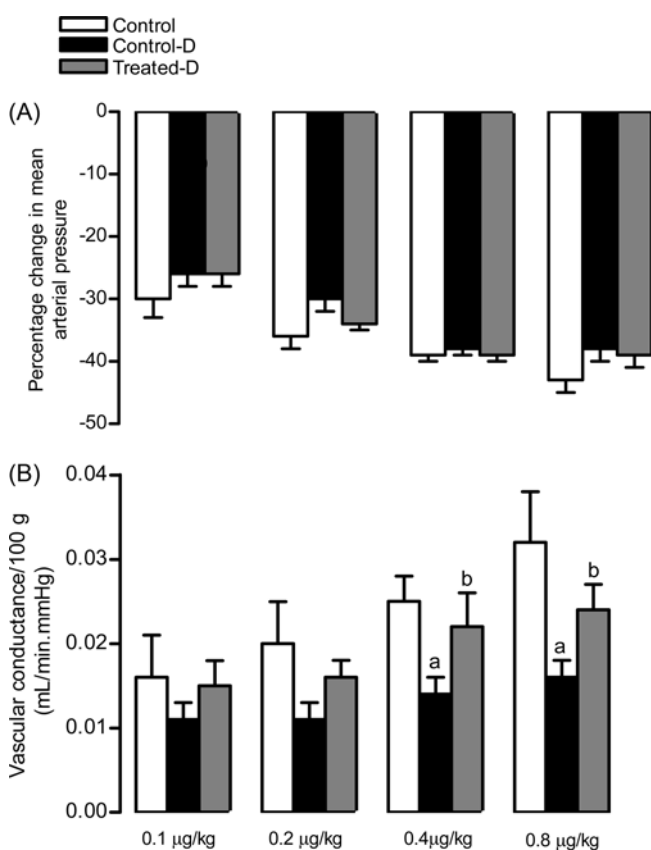 Control
Control-D
Treated-D
(A)
Percentage change in mean
arterial pressure
0
-10
-20
-30
-40
-50
(B)
Vascular conductance/100 g
(mL/min.mmHg)
0.04
0.03
0.02
0.01
0.00
a
b
a
b
0.1 µg/kg
0.2 µg/kg
0.4µg/kg
0.8 µg/kg